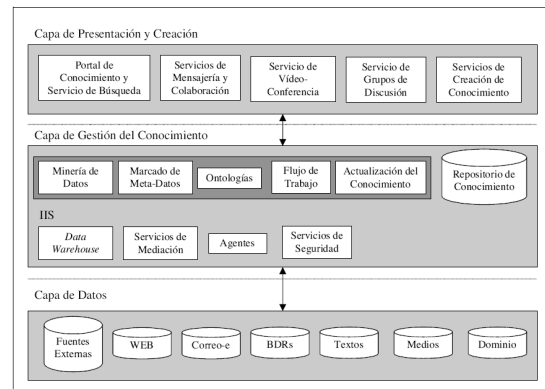 Capa de Presentación y Creación
Portal de
Conocimiento y
Servicio de Búsqueda
Servicios de
Mensajería y
Colaboración
Servicio de
Vídeo-
Conferencia
Servicio de
Grupos de
Discusión
Servicios de
Creación de
Conocimiento
Capa de Gestión del Conocimiento
Minería de
Datos
Marcado de
Meta-Datos
Ontologías
Flujo de
Trabajo
Actualización del
Conocimiento
Repositorio de
Conocimiento
IIS
Data
Warehouse
Servicios de
Mediación
Agentes
Servicios de
Seguridad
Capa de Datos
Fuentes
Externas
WEB
Correo-e
BDRs
Textos
Medios
Dominio